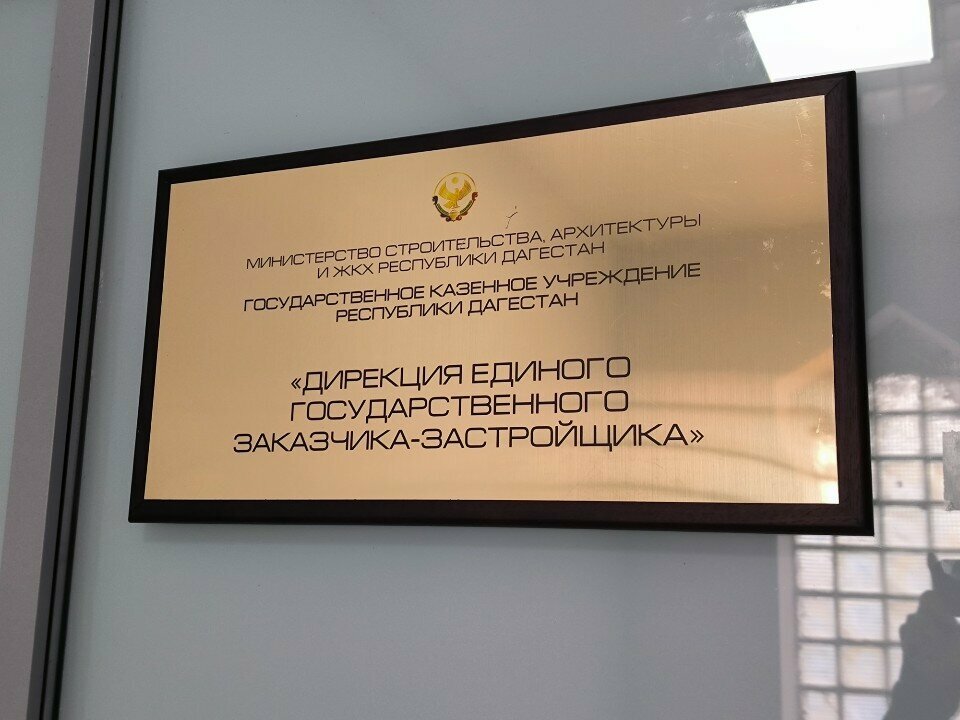 МИНИСТЕРСТВО СТРОИТЕЛЬСТВА, АРХИТЕКТУРЫ
И ЖКХ РЕСПУБЛИКИ ДАГЕСТАН
ГОСУДАРСТВЕННОЕ КАЗЕННОЕ УЧРЕЖДЕНИЕ
РЕСПУБЛИКИ ДАГЕСТАН
«ДИРЕКЦИЯ ЕДИНОГО
ГОСУДАРСТВЕННОГО
ЗАКАЗЧИКА-ЗАСТРОЙЩИКА»